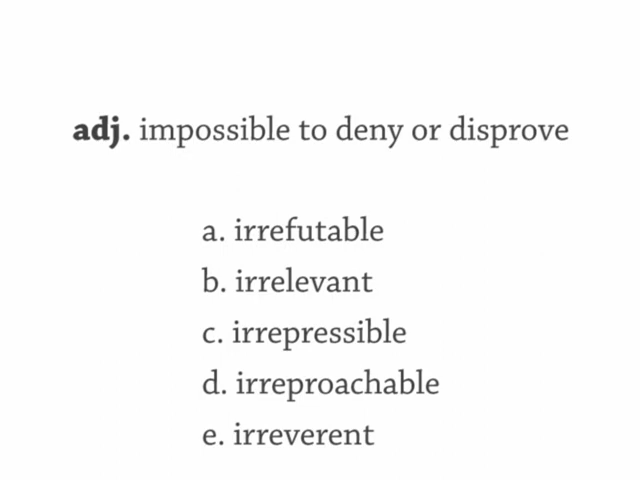 adj. impossible to deny or disprove
a. irrefutable
b. irrelevant
c. irrepressible
d. irreproachable
e. irreverent